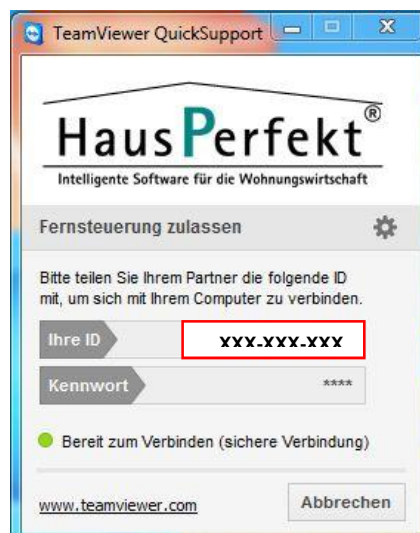 TeamViewer QuickSupport
HausPerfekt®
Intelligente Software für die Wohnungswirtschaft
Fernsteuerung zulassen
Bitte teilen Sie Ihrem Partner die folgende ID
mit, um sich mit Ihrem Computer zu verbinden.
Ihre ID XXX-XXX-XXX
Kennwort ****
Bereit zum Verbinden (sichere Verbindung)
www.teamviewer.com Abbrechen